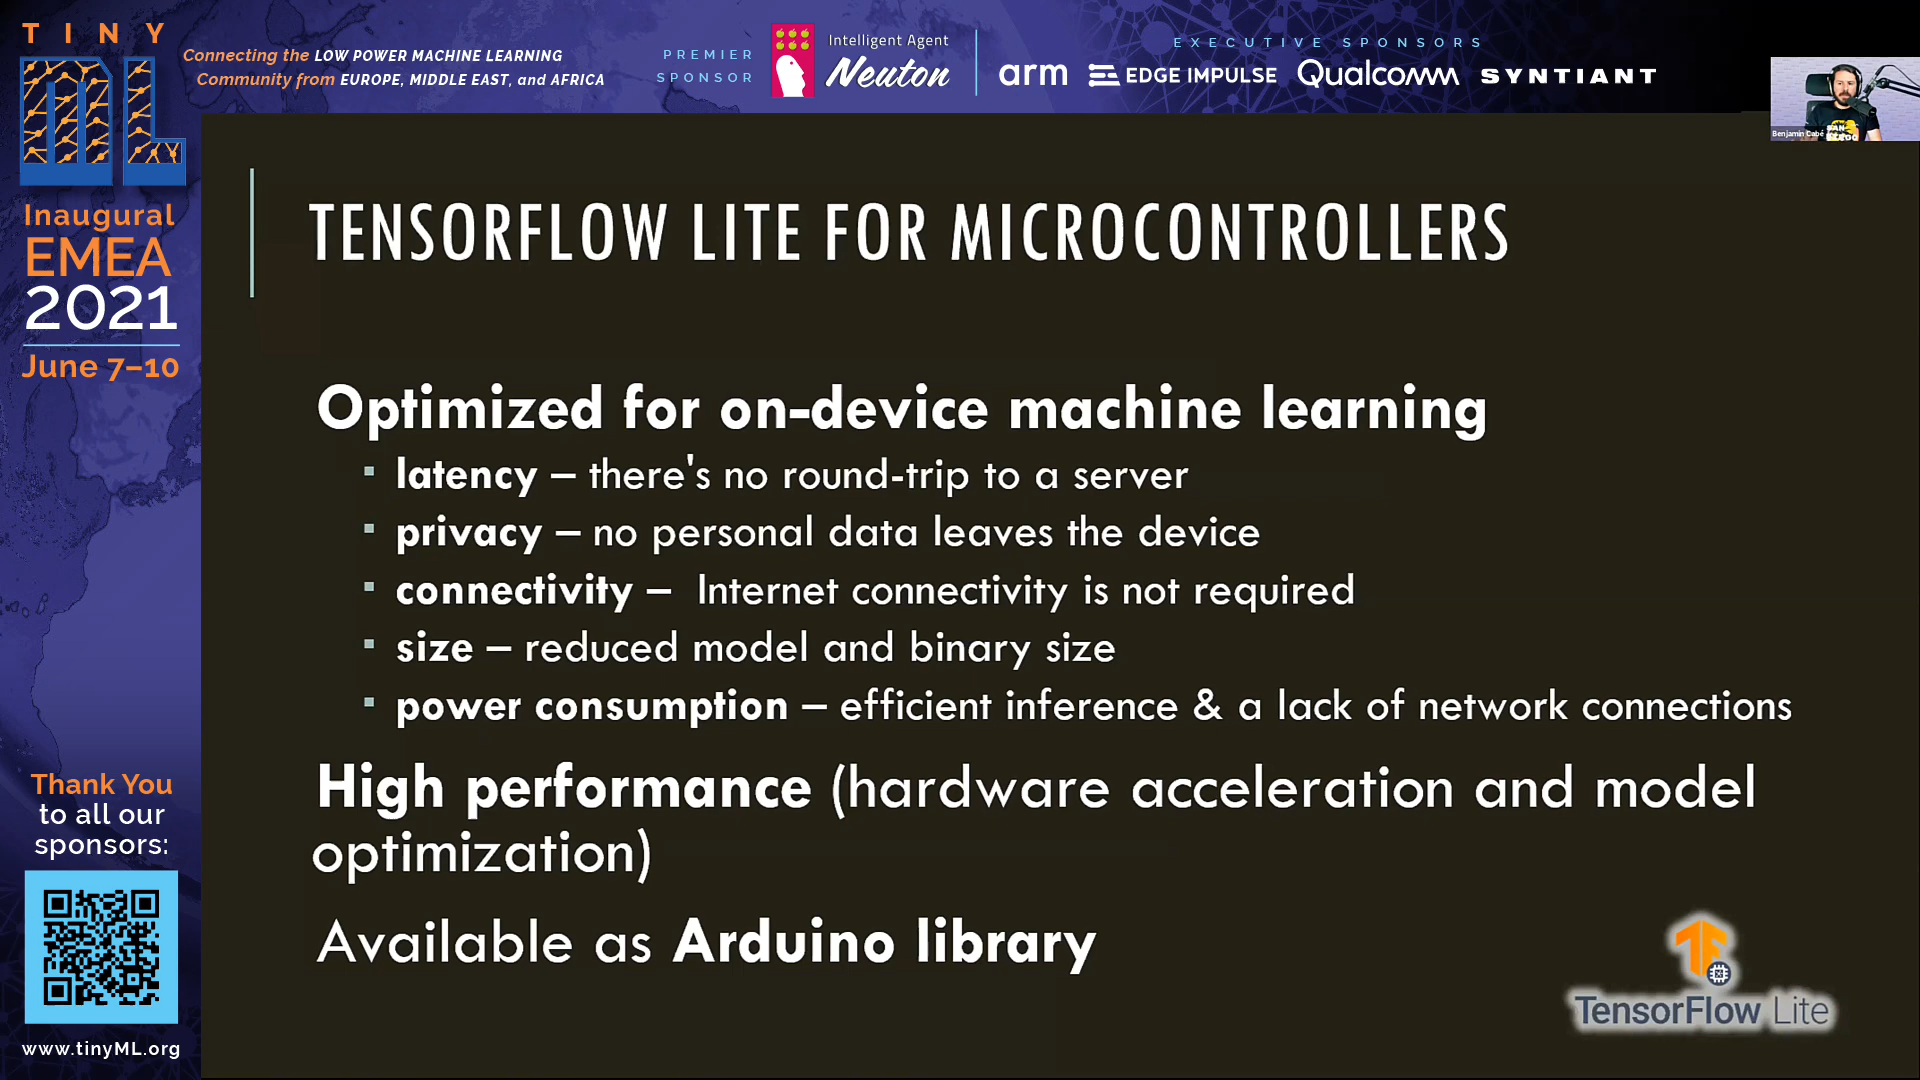 TINY
ML
Connecting the LOW POWER MACHINE LEARNING
Community from EUROPE, MIDDLE EAST, and AFRICA
PREMIER
SPONSOR
Intelligent Agent
Neuton
EXECUTIVE SPONSORS
arm
EDGE IMPULSE
Qualcomm
SYNTIANT
Benjamin Cabé
Inaugural
EMEA
2021
June 7–10
TENSORFLOW LITE FOR MICROCONTROLLERS
Optimized for on-device machine learning
▪ latency – there's no round-trip to a server
▪ privacy – no personal data leaves the device
▪ connectivity –  Internet connectivity is not required
▪ size – reduced model and binary size
▪ power consumption – efficient inference & a lack of network connections
High performance (hardware acceleration and model
optimization)
Available as Arduino library
TensorFlow Lite
Thank You
to all our
sponsors:
www.tinyML.org